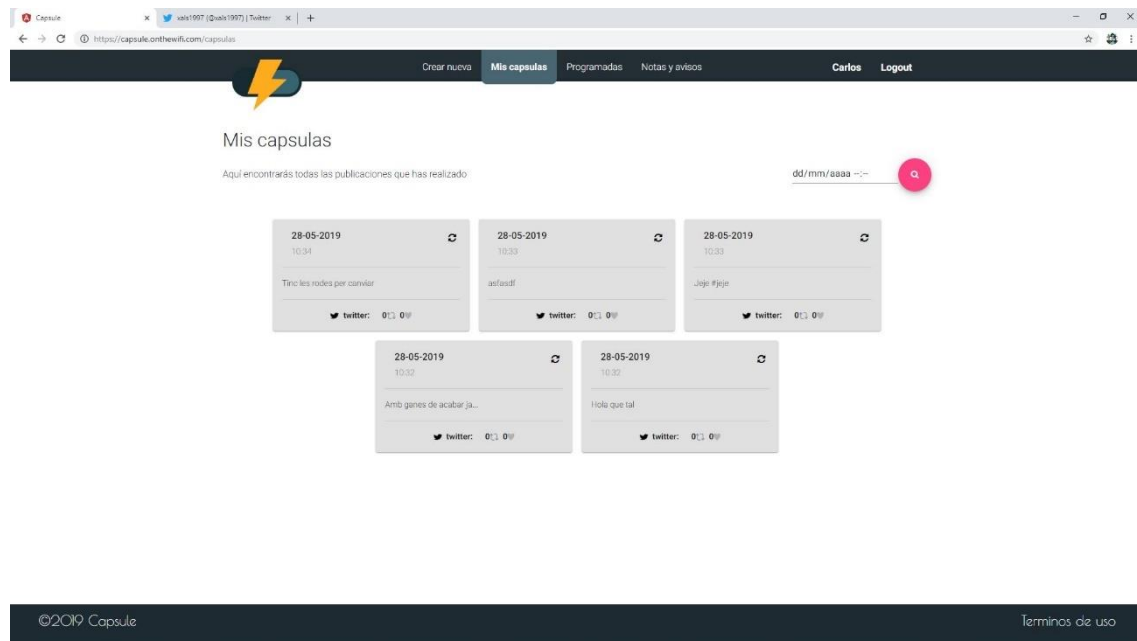 Capsule
xals1997 (@xals1997) | Twitter
https://capsule.onthewifi.com/capsulas
Crear nueva Mis capsulas Programadas Notas y avisos Carlos Logout
Mis capsulas
Aquí encontrarás todas las publicaciones que has realizado
dd/mm/aaaa --:--
28-05-2019
10:34
Tinc les rodes per canviar
twitter: 0 0
28-05-2019
10:33
asfasdf
twitter: 0 0
28-05-2019
10:33
Jeje #jeje
twitter: 0 0
28-05-2019
10:32
Amb ganes de acabar ja...
twitter: 0 0
28-05-2019
10:32
Hola que tal
twitter: 0 0
©2019 Capsule
Terminos de uso